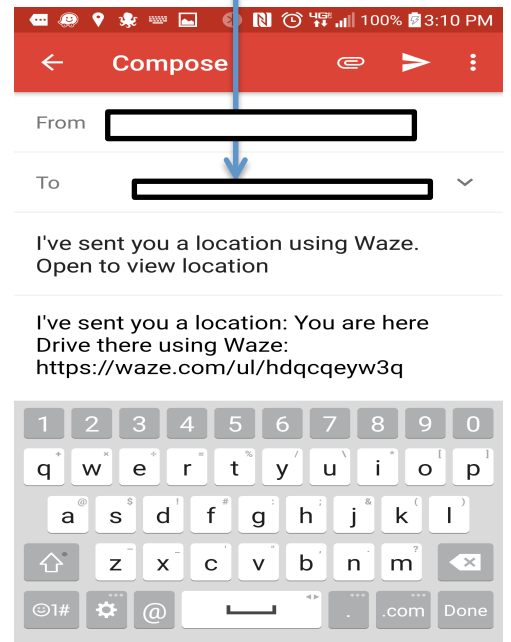 4GE 100% 3:10 PM
Compose
From
To
I've sent you a location using Waze.
Open to view location
I've sent you a location: You are here
Drive there using Waze:
https://waze.com/ul/hdqcqeyw3q
1 2 3 4 5 6 7 8 9 0
+ × ÷ = % / \ * [ ]
q w e r t y u i o p
@ $ ! # : ; & ( )
a s d f g h j k l
- _ ' " , . ?
z x c v b n m
☺1# @ . .com Done